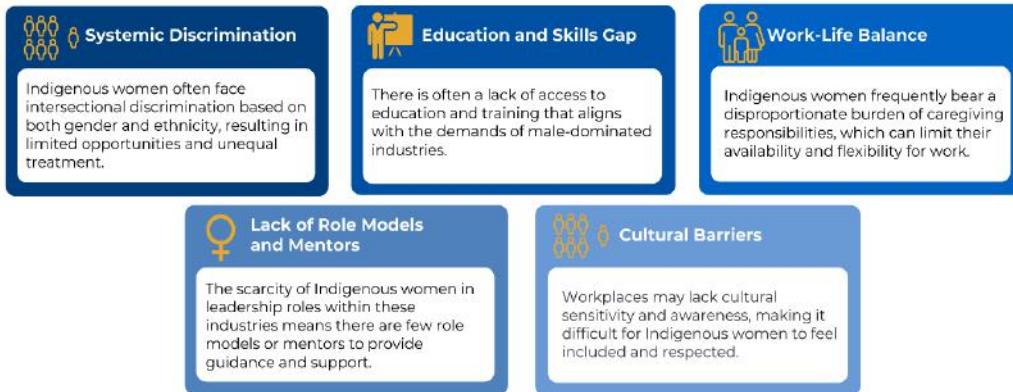 Systemic Discrimination
Indigenous women often face
intersectional discrimination based on
both gender and ethnicity, resulting in
limited opportunities and unequal
treatment.
Education and Skills Gap
There is often a lack of access to
education and training that aligns
with the demands of male-dominated
industries.
Work-Life Balance
Indigenous women frequently bear a
disproportionate burden of caregiving
responsibilities, which can limit their
availability and flexibility for work.
Lack of Role Models
and Mentors
The scarcity of Indigenous women in
leadership roles within these
industries means there are few role
models or mentors to provide
guidance and support.
Cultural Barriers
Workplaces may lack cultural
sensitivity and awareness, making it
difficult for Indigenous women to feel
included and respected.